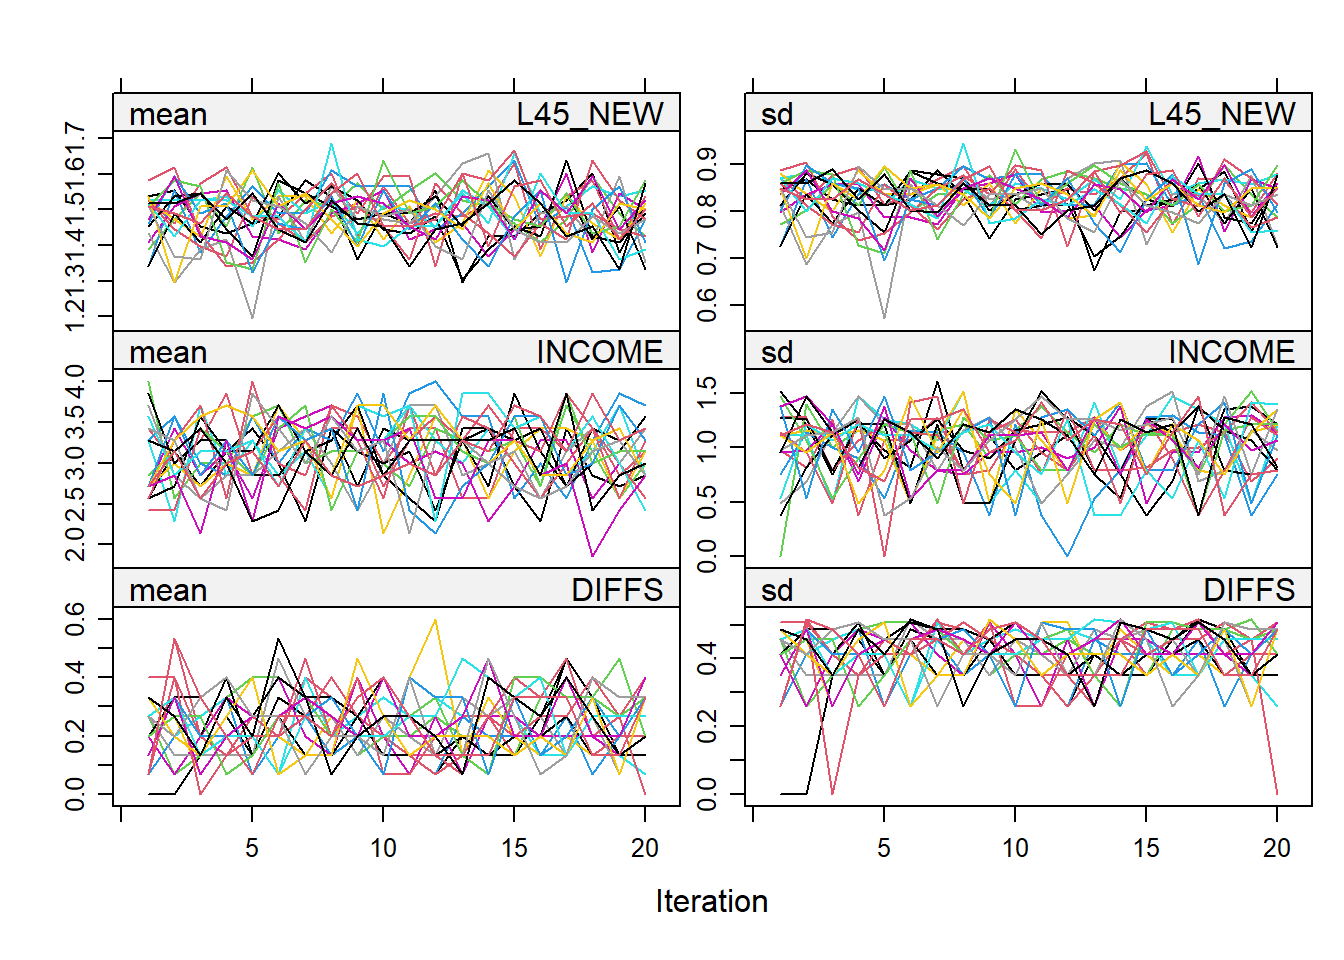 mean L45_NEW
sd L45_NEW
1.2 1.3 1.4 1.5 1.6 1.7
0.6 0.7 0.8 0.9
mean INCOME
sd INCOME
2.0 2.5 3.0 3.5 4.0
0.0 0.5 1.0 1.5
mean DIFFS
sd DIFFS
0.0 0.2 0.4 0.6
0.0 0.2 0.4
5 10 15 20
5 10 15 20
Iteration